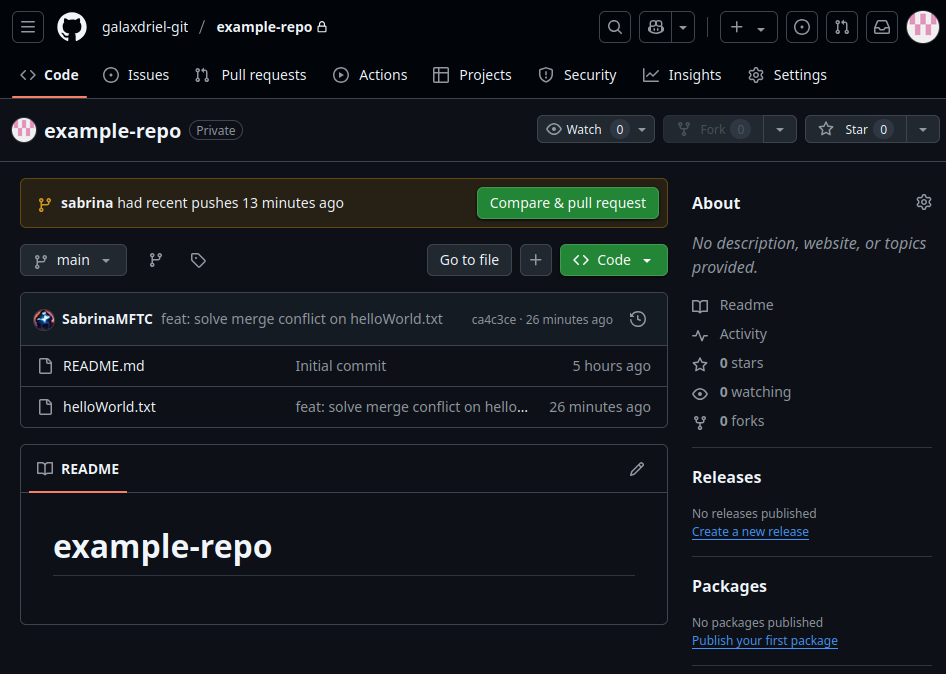 galaxdriel-git / example-repo
Code Issues Pull requests Actions Projects Security Insights Settings
example-repo Private Watch 0 Fork 0 Star 0
sabrina had recent pushes 13 minutes ago Compare & pull request
main Go to file + Code
SabrinaMFTC feat: solve merge conflict on helloWorld.txt ca4c3ce · 26 minutes ago
README.md Initial commit 5 hours ago
helloWorld.txt feat: solve merge conflict on hello... 26 minutes ago
README
example-repo
About
No description, website, or topics
provided.
Readme
Activity
0 stars
0 watching
0 forks
Releases
No releases published
Create a new release
Packages
No packages published
Publish your first package